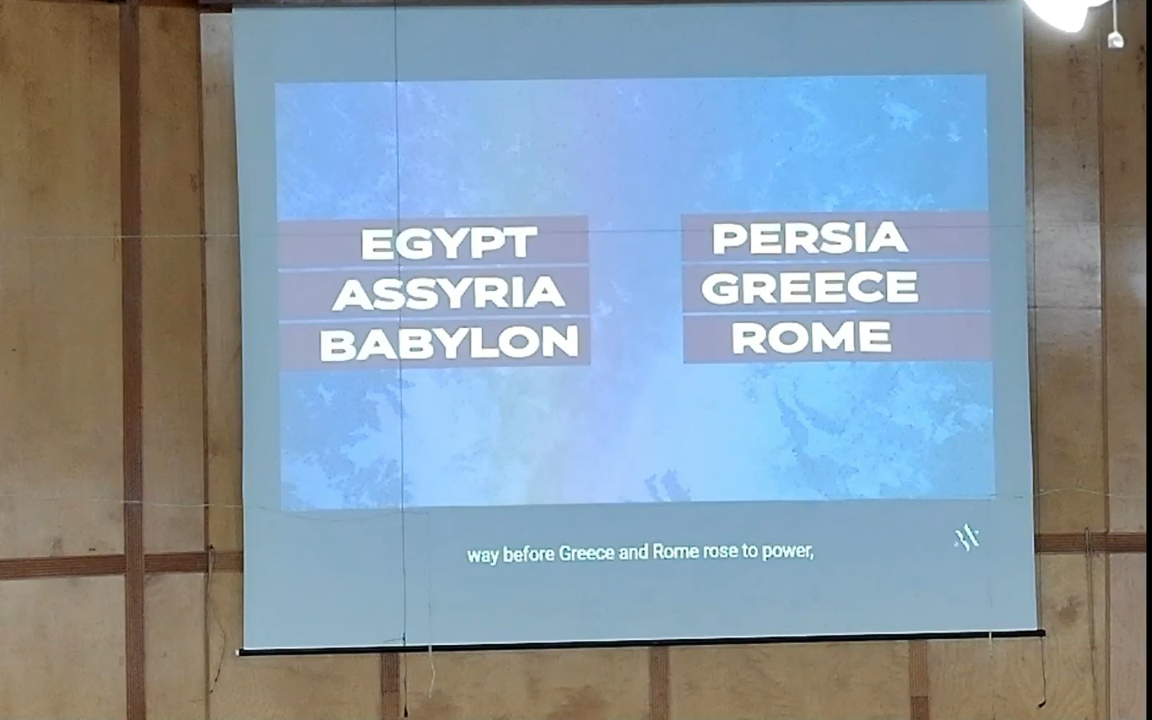 EGYPT
ASSYRIA
BABYLON
PERSIA
GREECE
ROME
way before Greece and Rome rose to power,